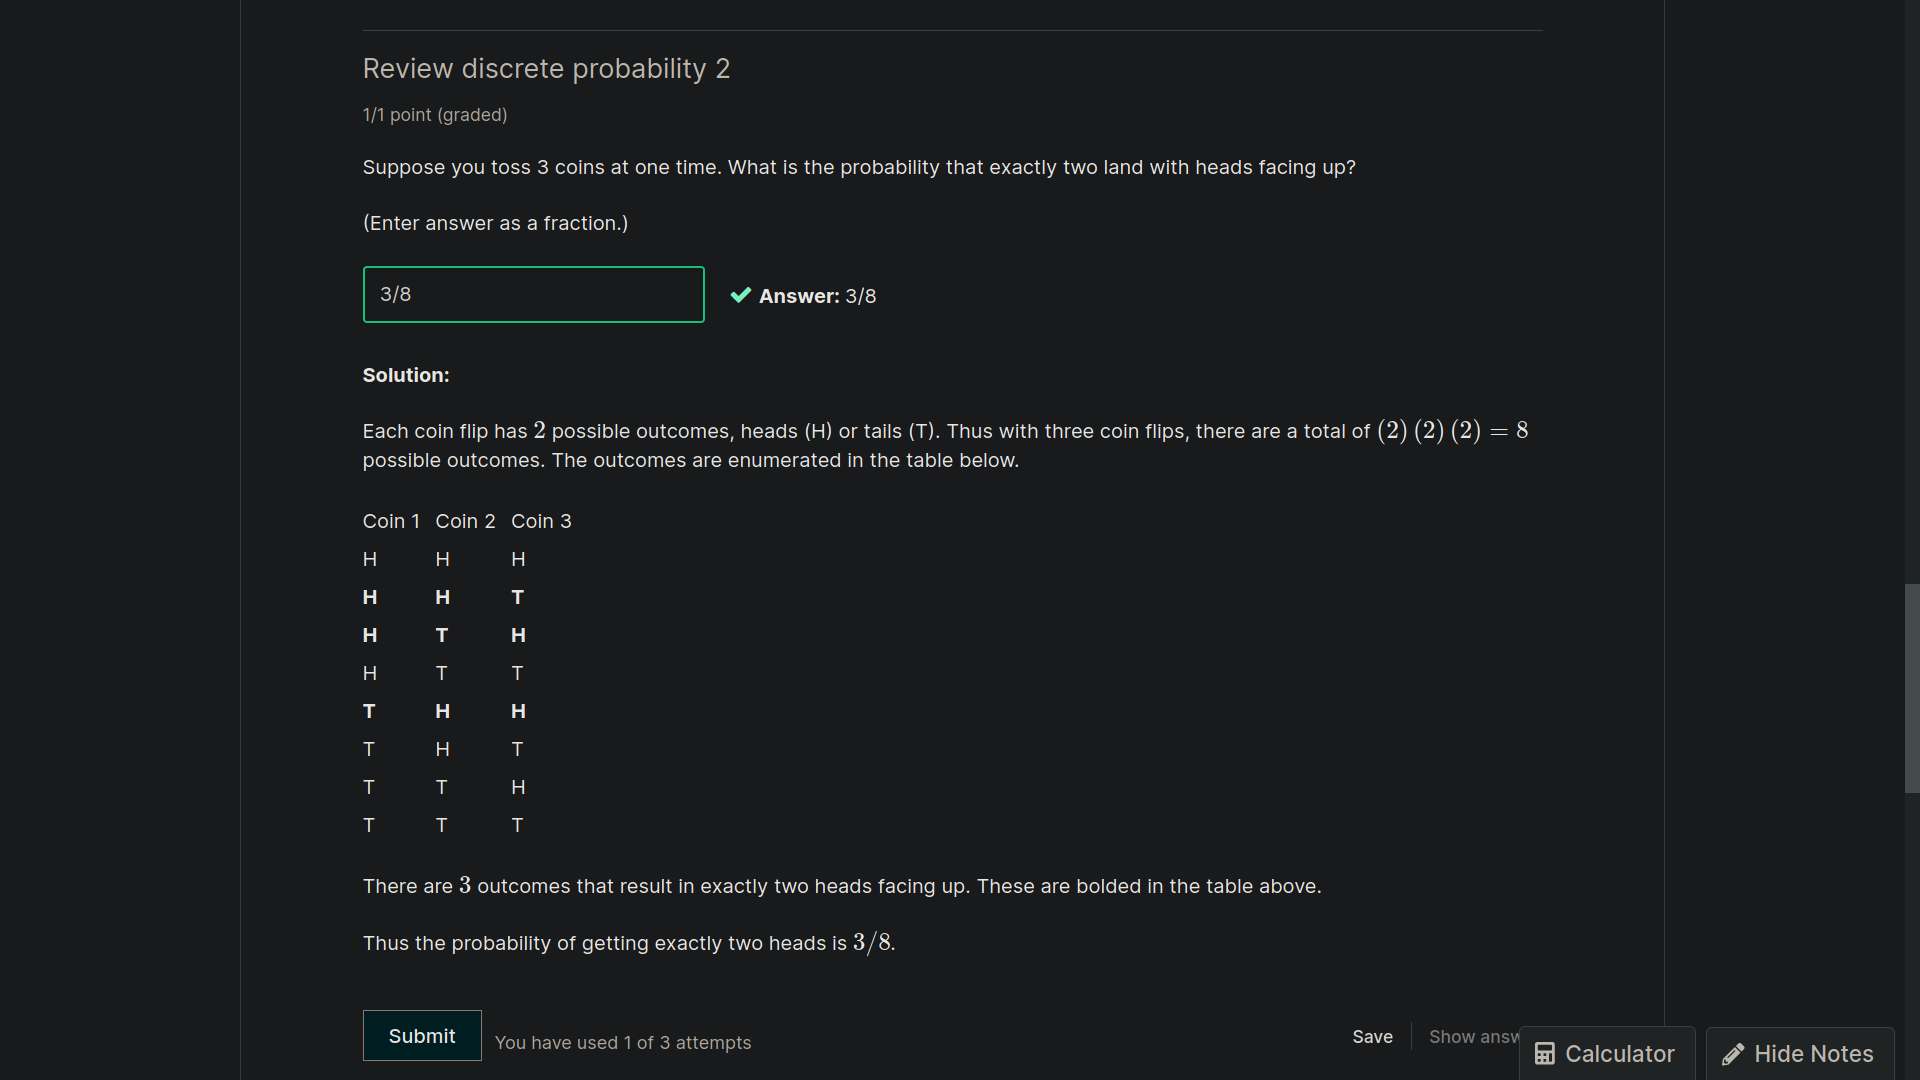 Review discrete probability 2
1/1 point (graded)
Suppose you toss 3 coins at one time. What is the probability that exactly two land with heads facing up?
(Enter answer as a fraction.)
3/8
Answer: 3/8
Solution:
Each coin flip has 2 possible outcomes, heads (H) or tails (T). Thus with three coin flips, there are a total of (2) (2) (2) = 8
possible outcomes. The outcomes are enumerated in the table below.
Coin 1 Coin 2 Coin 3
H H H
H H T
H T H
H T T
T H H
T H T
T T H
T T T
There are 3 outcomes that result in exactly two heads facing up. These are bolded in the table above.
Thus the probability of getting exactly two heads is 3/8.
Submit You have used 1 of 3 attempts Save Show answ
Calculator Hide Notes